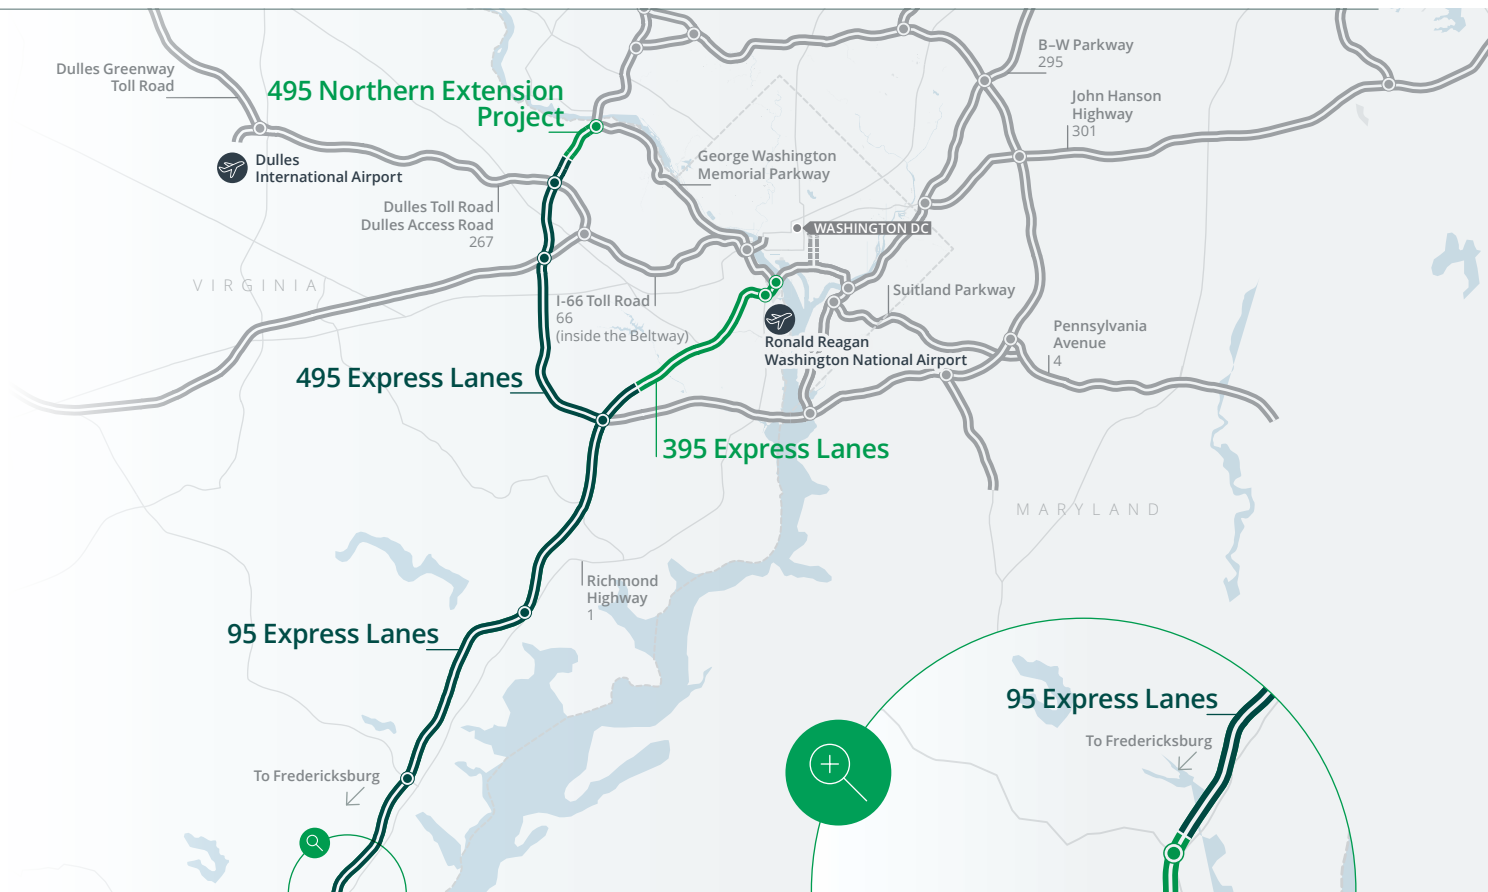 B–W Parkway
295
Dulles Greenway
Toll Road
495 Northern Extension
Project
John Hanson
Highway
301
Dulles
International Airport
George Washington
Memorial Parkway
Dulles Toll Road
Dulles Access Road
267
WASHINGTON DC
VIRGINIA
I-66 Toll Road
66
(inside the Beltway)
Suitland Parkway
Pennsylvania
Avenue
4
Ronald Reagan
Washington National Airport
495 Express Lanes
395 Express Lanes
MARYLAND
Richmond
Highway
1
95 Express Lanes
To Fredericksburg
95 Express Lanes
To Fredericksburg